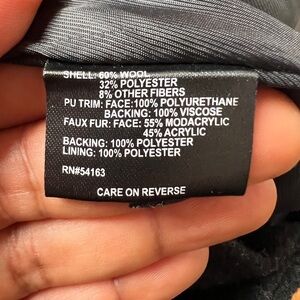 SHELL: 60% WOOL
32% POLYESTER
8% OTHER FIBERS
PU TRIM: FACE:100% POLYURETHANE
BACKING: 100% VISCOSE
FAUX FUR: FACE: 55% MODACRYLIC
45% ACRYLIC
BACKING: 100% POLYESTER
LINING: 100% POLYESTER
RN#54163
CARE ON REVERSE